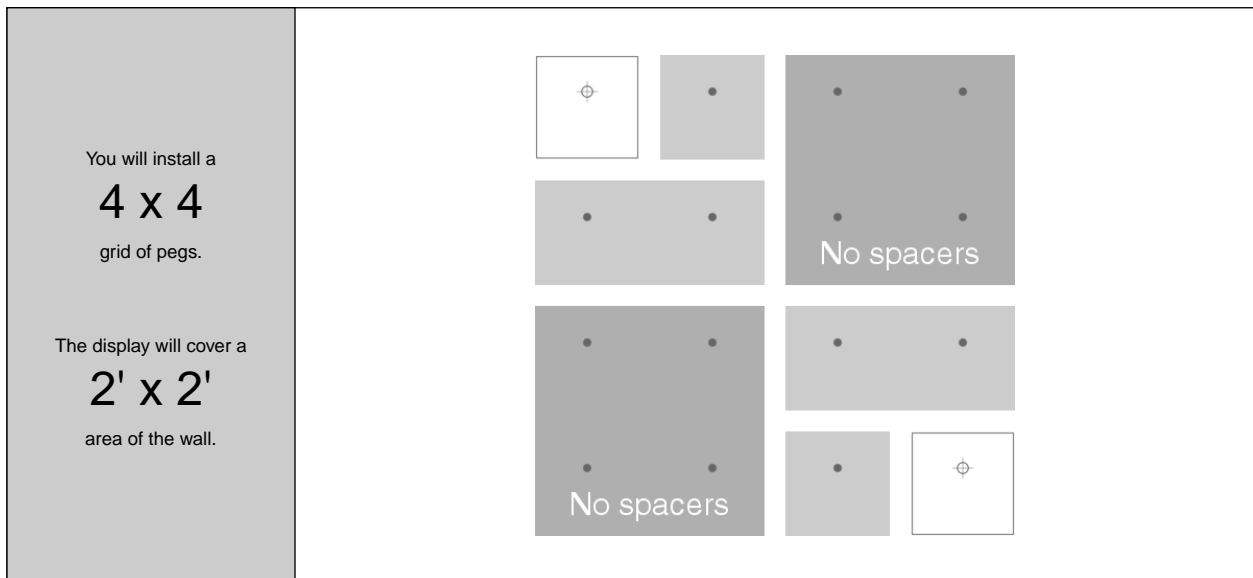 You will install a
4 x 4
grid of pegs.
The display will cover a
2' x 2'
area of the wall.
No spacers
No spacers